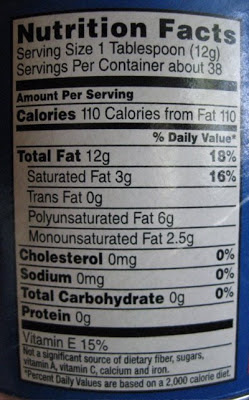 Nutrition Facts
Serving Size 1 Tablespoon (12g)
Servings Per Container about 38
Amount Per Serving
Calories 110 Calories from Fat 110
% Daily Value*
Total Fat 12g 18%
Saturated Fat 3g 16%
Trans Fat 0g
Polyunsaturated Fat 6g
Monounsaturated Fat 2.5g
Cholesterol 0mg 0%
Sodium 0mg 0%
Total Carbohydrate 0g 0%
Protein 0g
Vitamin E 15%
Not a significant source of dietary fiber, sugars,
vitamin A, vitamin C, calcium and iron.
*Percent Daily Values are based on a 2,000 calorie diet.